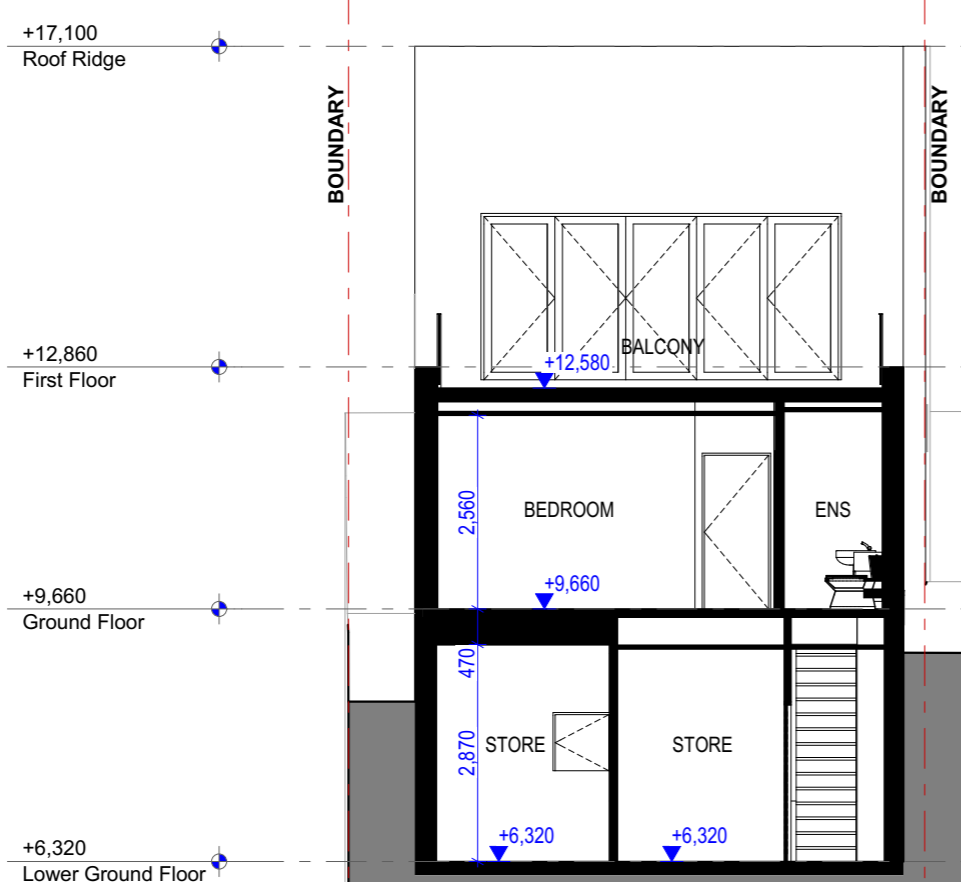 +17,100
Roof Ridge
BOUNDARY
BOUNDARY
BALCONY
+12,860
First Floor
+12,580
2,560
BEDROOM
ENS
+9,660
+9,660
Ground Floor
470
2,870
STORE
STORE
+6,320
+6,320
+6,320
Lower Ground Floor